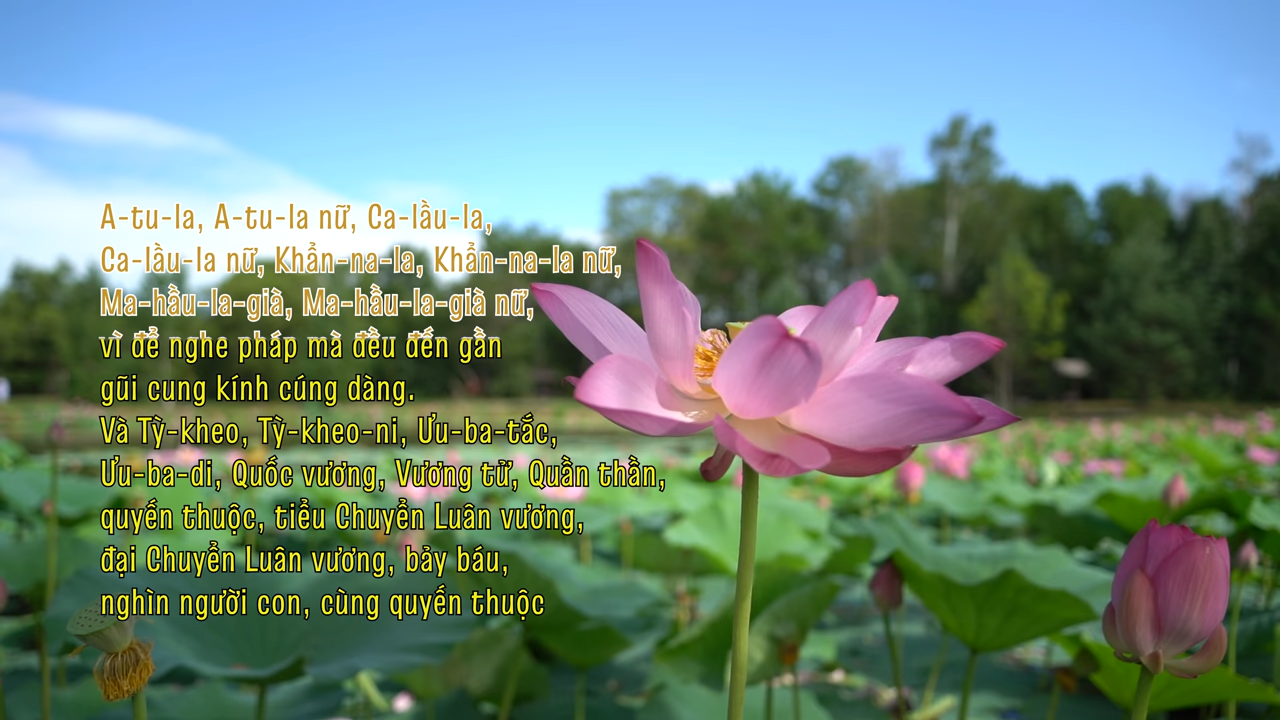 A-tu-la, A-tu-la nữ, Ca-lầu-la,
Ca-lầu-la nữ, Khẩn-na-la, Khẩn-na-la nữ,
Ma-hầu-la-già, Ma-hầu-la-già nữ,
vì để nghe pháp mà đều đến gần
gũi cung kính cúng dàng.
Và Tỳ-kheo, Tỳ-kheo-ni, Ưu-ba-tắc,
Ưu-ba-di, Quốc vương, Vương tử, Quần thần,
quyến thuộc, tiểu Chuyển Luân vương,
đại Chuyển Luân vương, bảy báu,
nghìn người con, cùng quyến thuộc